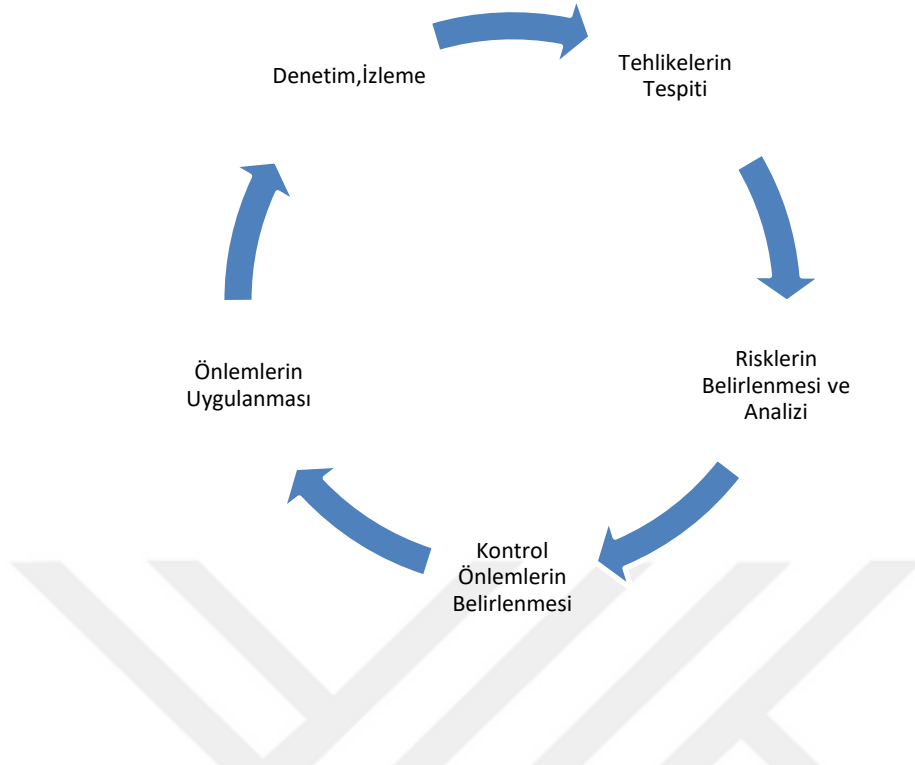 Denetim,İzleme
Tehlikelerin
Tespiti
Risklerin
Belirlenmesi ve
Analizi
Kontrol
Önlemlerin
Belirlenmesi
Önlemlerin
Uygulanması